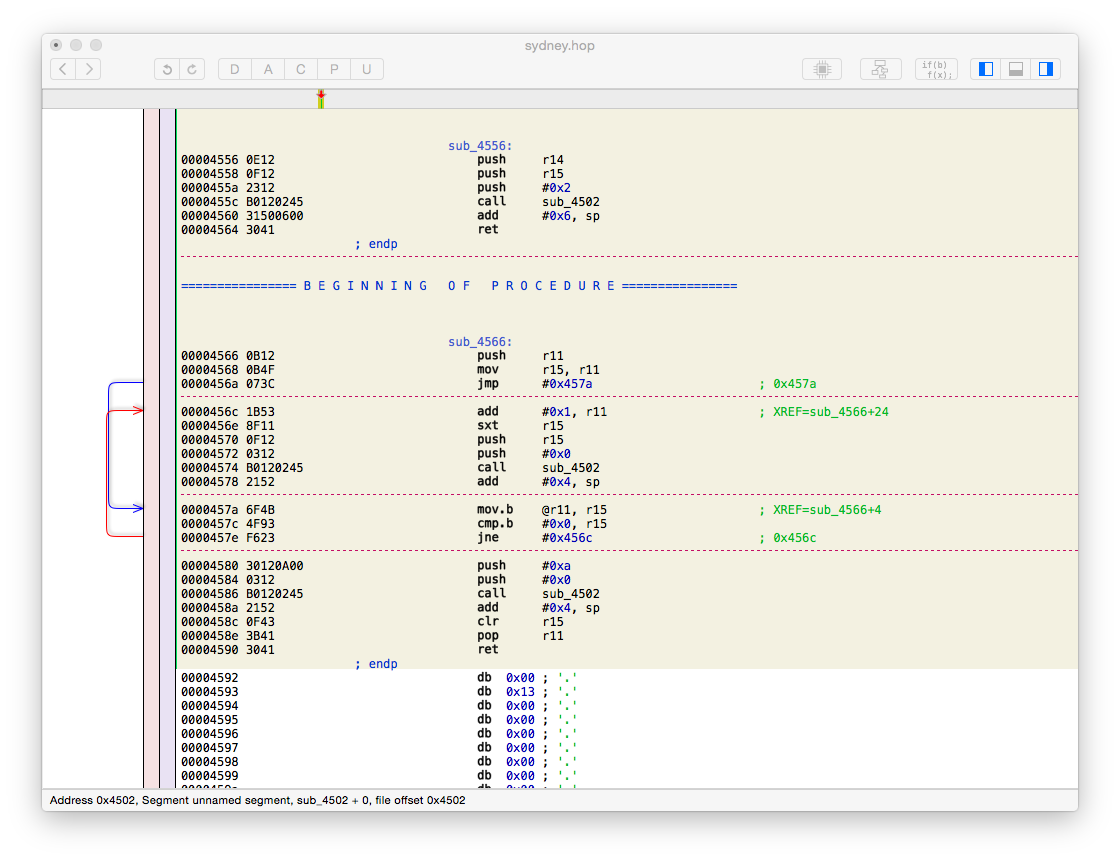 sydney.hop
D A C P U
if(b)
f(x);
sub_4556:
00004556 0E12 push r14
00004558 0F12 push r15
0000455a 2312 push #0x2
0000455c B0120245 call sub_4502
00004560 31500600 add #0x6, sp
00004564 3041 ret
; endp
================ B E G I N N I N G   O F   P R O C E D U R E ================
sub_4566:
00004566 0B12 push r11
00004568 0B4F mov r15, r11
0000456a 073C jmp #0x457a ; 0x457a
0000456c 1B53 add #0x1, r11 ; XREF=sub_4566+24
0000456e 8F11 sxt r15
00004570 0F12 push r15
00004572 0312 push #0x0
00004574 B0120245 call sub_4502
00004578 2152 add #0x4, sp
0000457a 6F4B mov.b @r11, r15 ; XREF=sub_4566+4
0000457c 4F93 cmp.b #0x0, r15
0000457e F623 jne #0x456c ; 0x456c
00004580 30120A00 push #0xa
00004584 0312 push #0x0
00004586 B0120245 call sub_4502
0000458a 2152 add #0x4, sp
0000458c 0F43 clr r15
0000458e 3B41 pop r11
00004590 3041 ret
; endp
00004592 db 0x00 ; '.'
00004593 db 0x13 ; '.'
00004594 db 0x00 ; '.'
00004595 db 0x00 ; '.'
00004596 db 0x00 ; '.'
00004597 db 0x00 ; '.'
00004598 db 0x00 ; '.'
00004599 db 0x00 ; '.'
Address 0x4502, Segment unnamed segment, sub_4502 + 0, file offset 0x4502